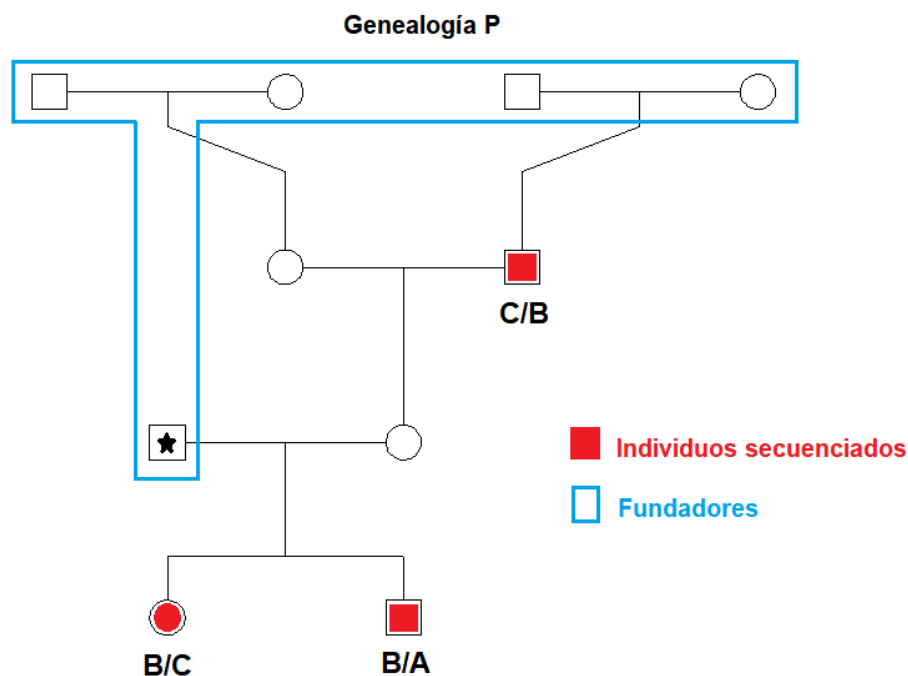 Genealogía P
C/B
Individuos secuenciados
Fundadores
B/C
B/A